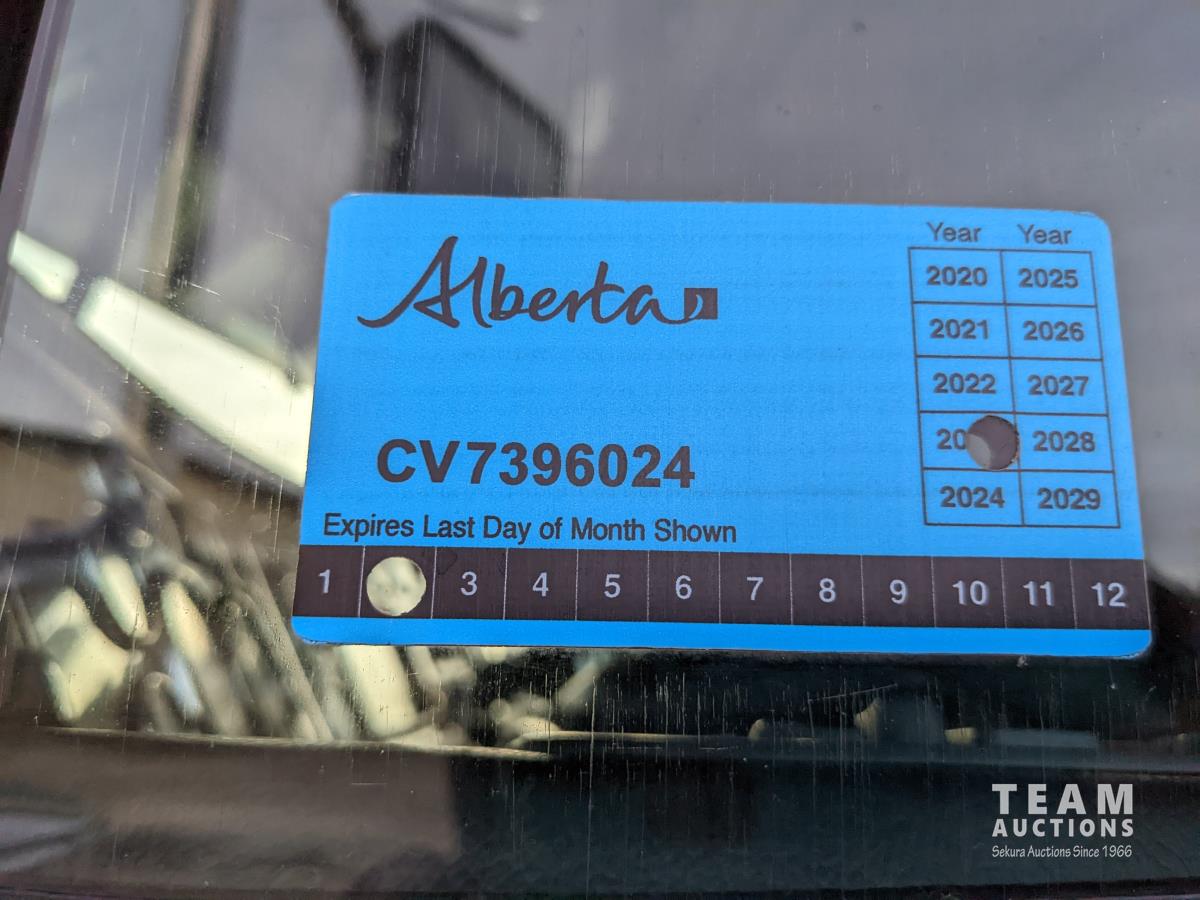 Alberta
Year Year
2020 2025
2021 2026
2022 2027
20 2028
2024 2029
CV7396024
Expires Last Day of Month Shown
1 3 4 5 6 7 8 9 10 11 12
TEAM
AUCTIONS
Sekura Auctions Since 1966